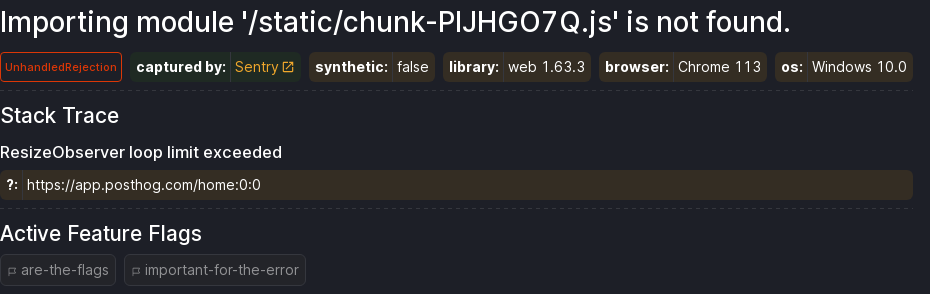 Importing module '/static/chunk-PIJHGO7Q.js' is not found.
UnhandledRejection captured by: Sentry synthetic: false library: web 1.63.3 browser: Chrome 113 os: Windows 10.0
Stack Trace
ResizeObserver loop limit exceeded
?: https://app.posthog.com/home:0:0
Active Feature Flags
are-the-flags important-for-the-error